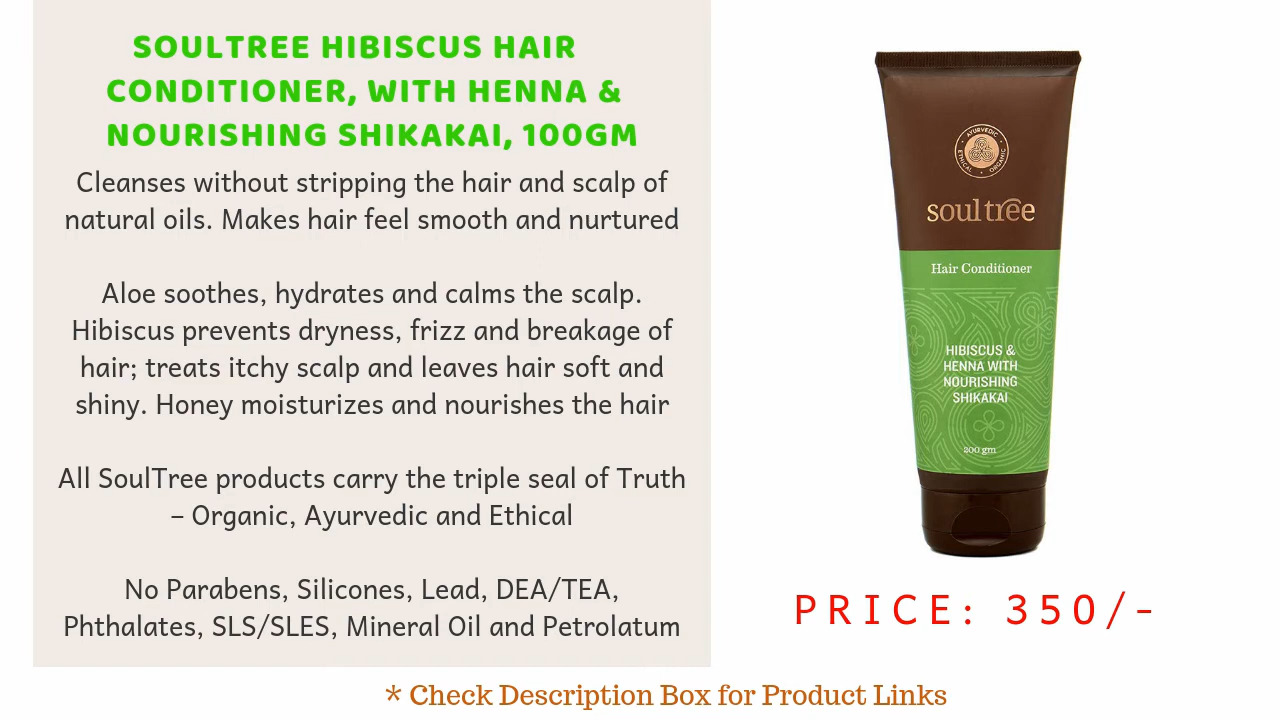 SOULTREE HIBISCUS HAIR
CONDITIONER, WITH HENNA &
NOURISHING SHIKAKAI, 100GM
Cleanses without stripping the hair and scalp of
natural oils. Makes hair feel smooth and nurtured
Aloe soothes, hydrates and calms the scalp.
Hibiscus prevents dryness, frizz and breakage of
hair; treats itchy scalp and leaves hair soft and
shiny. Honey moisturizes and nourishes the hair
All SoulTree products carry the triple seal of Truth
– Organic, Ayurvedic and Ethical
No Parabens, Silicones, Lead, DEA/TEA,
Phthalates, SLS/SLES, Mineral Oil and Petrolatum
AYURVEDIC • ORGANIC • ETHICAL
soultree
Hair Conditioner
HIBISCUS &
HENNA WITH
NOURISHING
SHIKAKAI
200 gm
PRICE: 350/-
* Check Description Box for Product Links